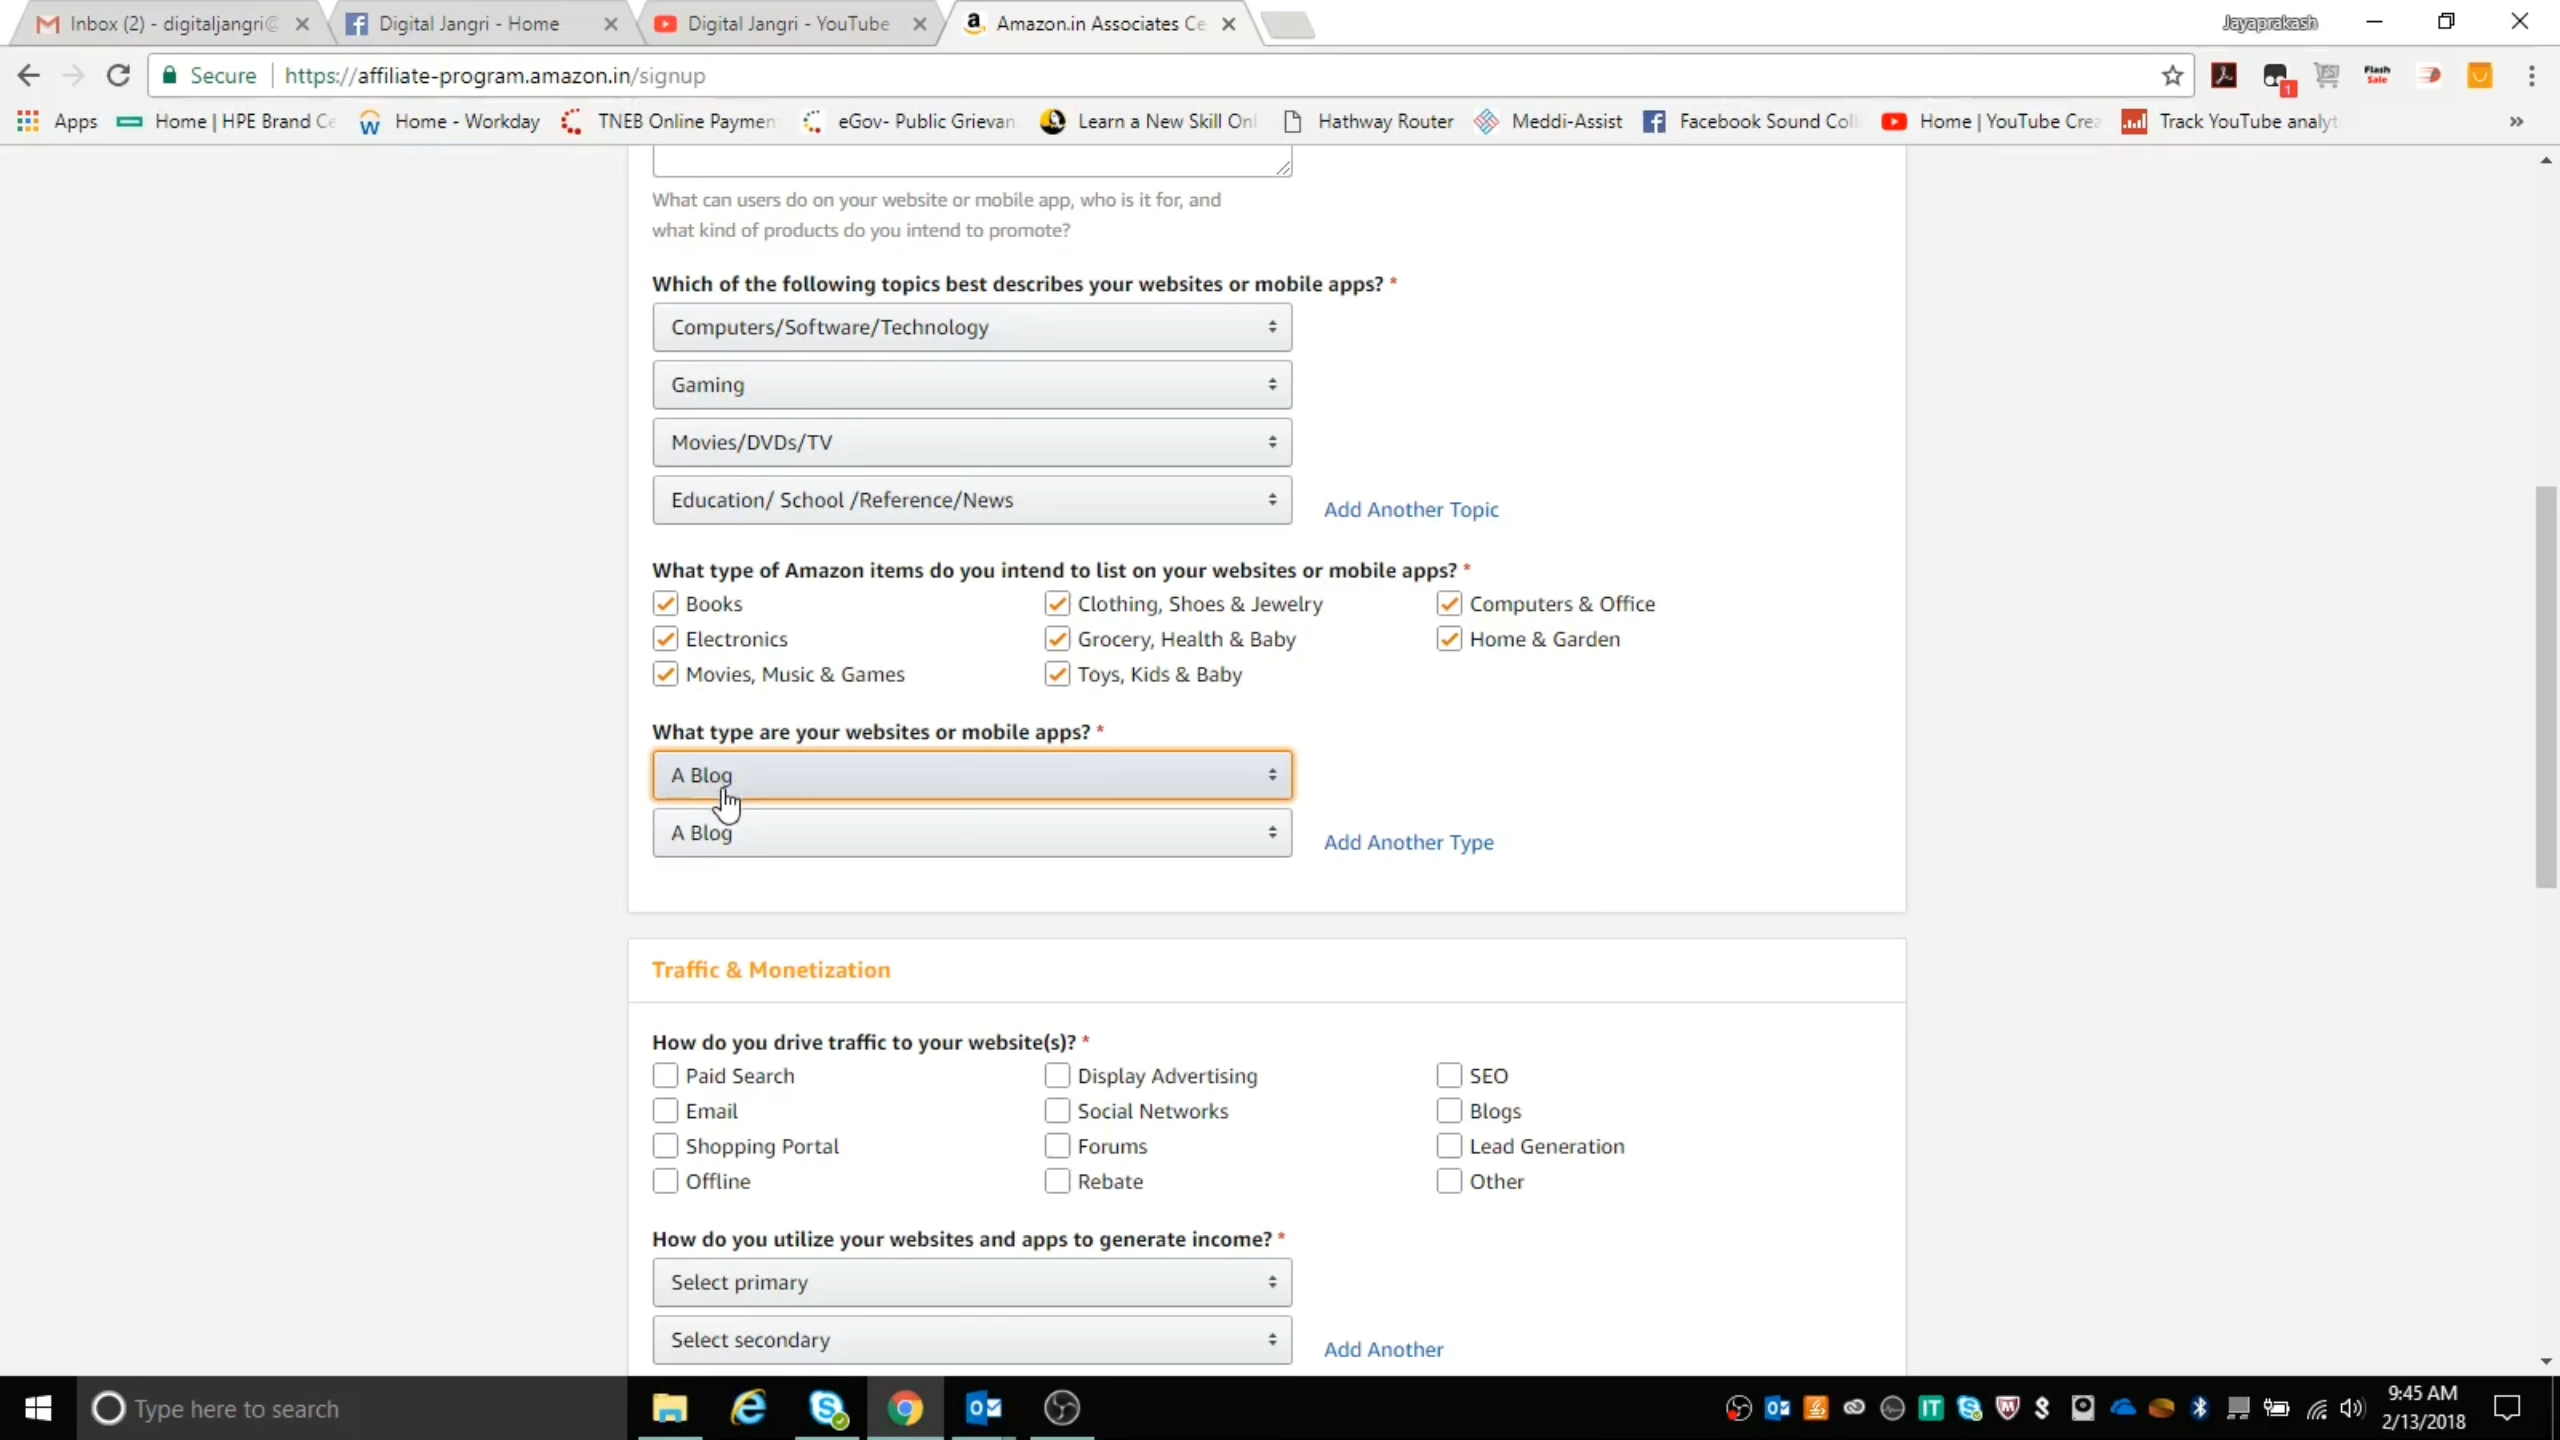 Inbox (2) - digitaljangri@
Digital Jangri - Home
Digital Jangri - YouTube
Amazon.in Associates Ce
Jayaprakash
Secure
https://affiliate-program.amazon.in/signup
Flash
Sale
1
Apps
Home | HPE Brand Ce
Home - Workday
TNEB Online Paymen
eGov- Public Grievan
Learn a New Skill Onl
Hathway Router
Meddi-Assist
Facebook Sound Coll
Home | YouTube Crea
Track YouTube analyt
What can users do on your website or mobile app, who is it for, and
what kind of products do you intend to promote?
Which of the following topics best describes your websites or mobile apps? *
Computers/Software/Technology
Gaming
Movies/DVDs/TV
Education/ School /Reference/News
Add Another Topic
What type of Amazon items do you intend to list on your websites or mobile apps? *
Books
Clothing, Shoes & Jewelry
Computers & Office
Electronics
Grocery, Health & Baby
Home & Garden
Movies, Music & Games
Toys, Kids & Baby
What type are your websites or mobile apps? *
A Blog
A Blog
Add Another Type
Traffic & Monetization
How do you drive traffic to your website(s)? *
Paid Search
Display Advertising
SEO
Email
Social Networks
Blogs
Shopping Portal
Forums
Lead Generation
Offline
Rebate
Other
How do you utilize your websites and apps to generate income? *
Select primary
Select secondary
Add Another
Type here to search
IT
9:45 AM
2/13/2018